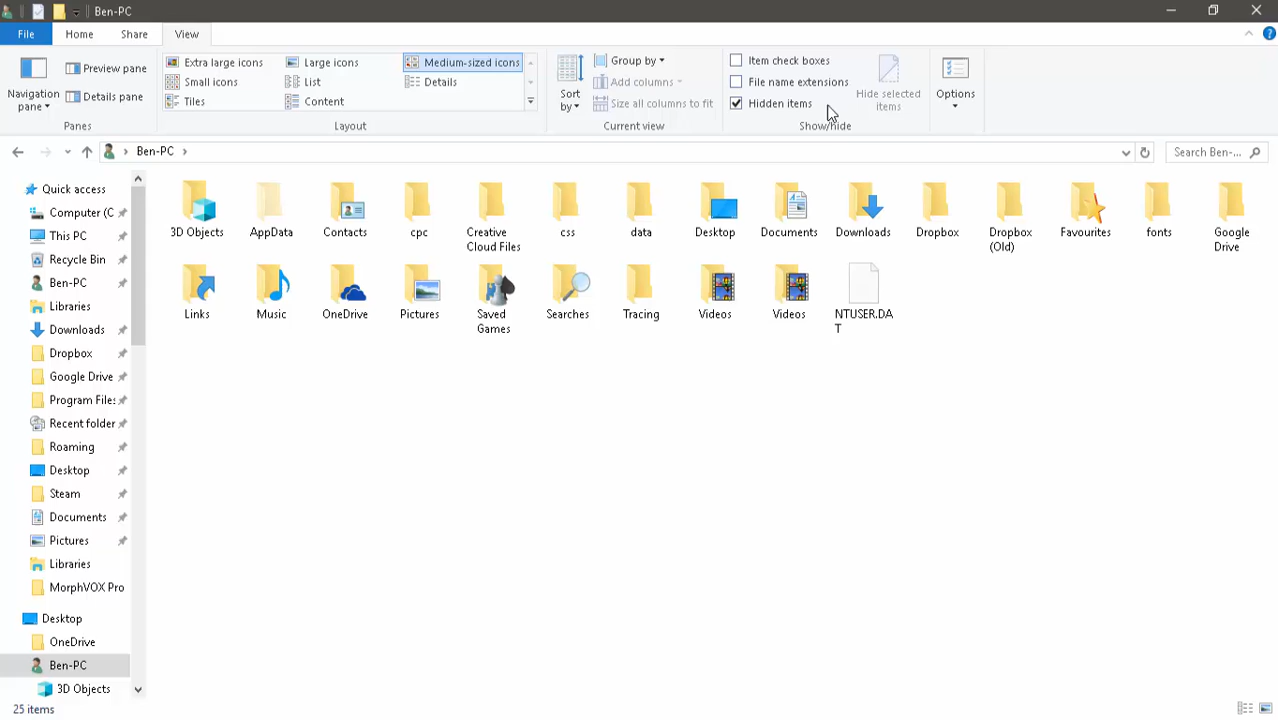 Ben-PC
File
Home
Share
View
Navigation
pane
Preview pane
Details pane
Panes
Extra large icons
Large icons
Medium-sized icons
Small icons
List
Details
Tiles
Content
Layout
Sort
by
Group by
Add columns
Size all columns to fit
Current view
Item check boxes
File name extensions
Hidden items
Hide selected
items
Show/hide
Options
Ben-PC
Search Ben-...
Quick access
Computer (C
This PC
Recycle Bin
Ben-PC
Libraries
Downloads
Dropbox
Google Drive
Program Files
Recent folder
Roaming
Desktop
Steam
Documents
Pictures
Libraries
MorphVOX Pro
Desktop
OneDrive
Ben-PC
3D Objects
3D Objects
AppData
Contacts
cpc
Creative
Cloud Files
css
data
Desktop
Documents
Downloads
Dropbox
Dropbox
(Old)
Favourites
fonts
Google
Drive
Links
Music
OneDrive
Pictures
Saved
Games
Searches
Tracing
Videos
Videos
NTUSER.DA
T
25 items